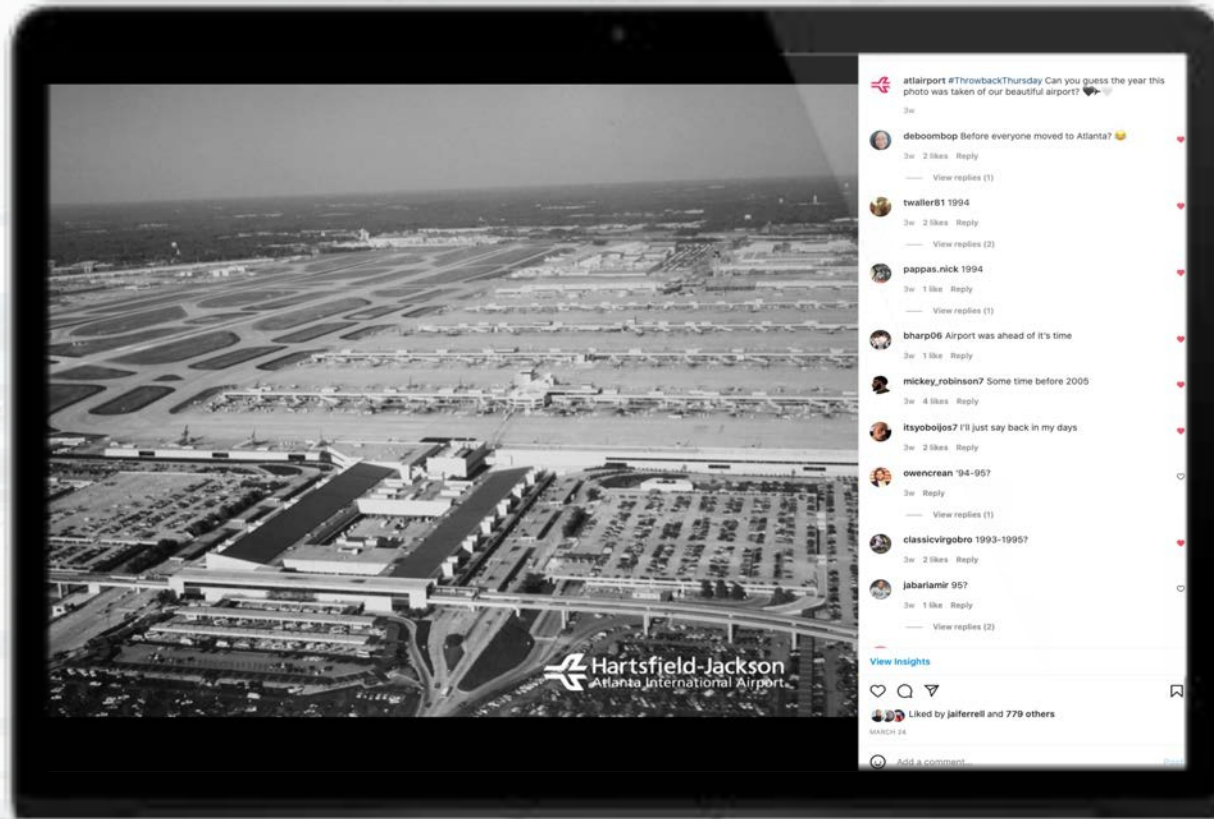 Hartsfield-Jackson
Atlanta International Airport
atlairport #ThrowbackThursday Can you guess the year this
photo was taken of our beautiful airport? 🖤✈🤍
3w
deboombop Before everyone moved to Atlanta? 😂
3w 2 likes Reply
View replies (1)
twaller81 1994
3w 2 likes Reply
View replies (2)
pappas.nick 1994
3w 1 like Reply
View replies (1)
bharp06 Airport was ahead of it's time
3w 1 like Reply
mickey_robinson7 Some time before 2005
3w 4 likes Reply
itsyoboijos7 I'll just say back in my days
3w 2 likes Reply
owencrean '94-95?
3w Reply
View replies (1)
classicvirgobro 1993-1995?
3w 2 likes Reply
jabariamir 95?
3w 1 like Reply
View replies (2)
View Insights
Liked by jaiferrell and 779 others
MARCH 24
Add a comment...
Post